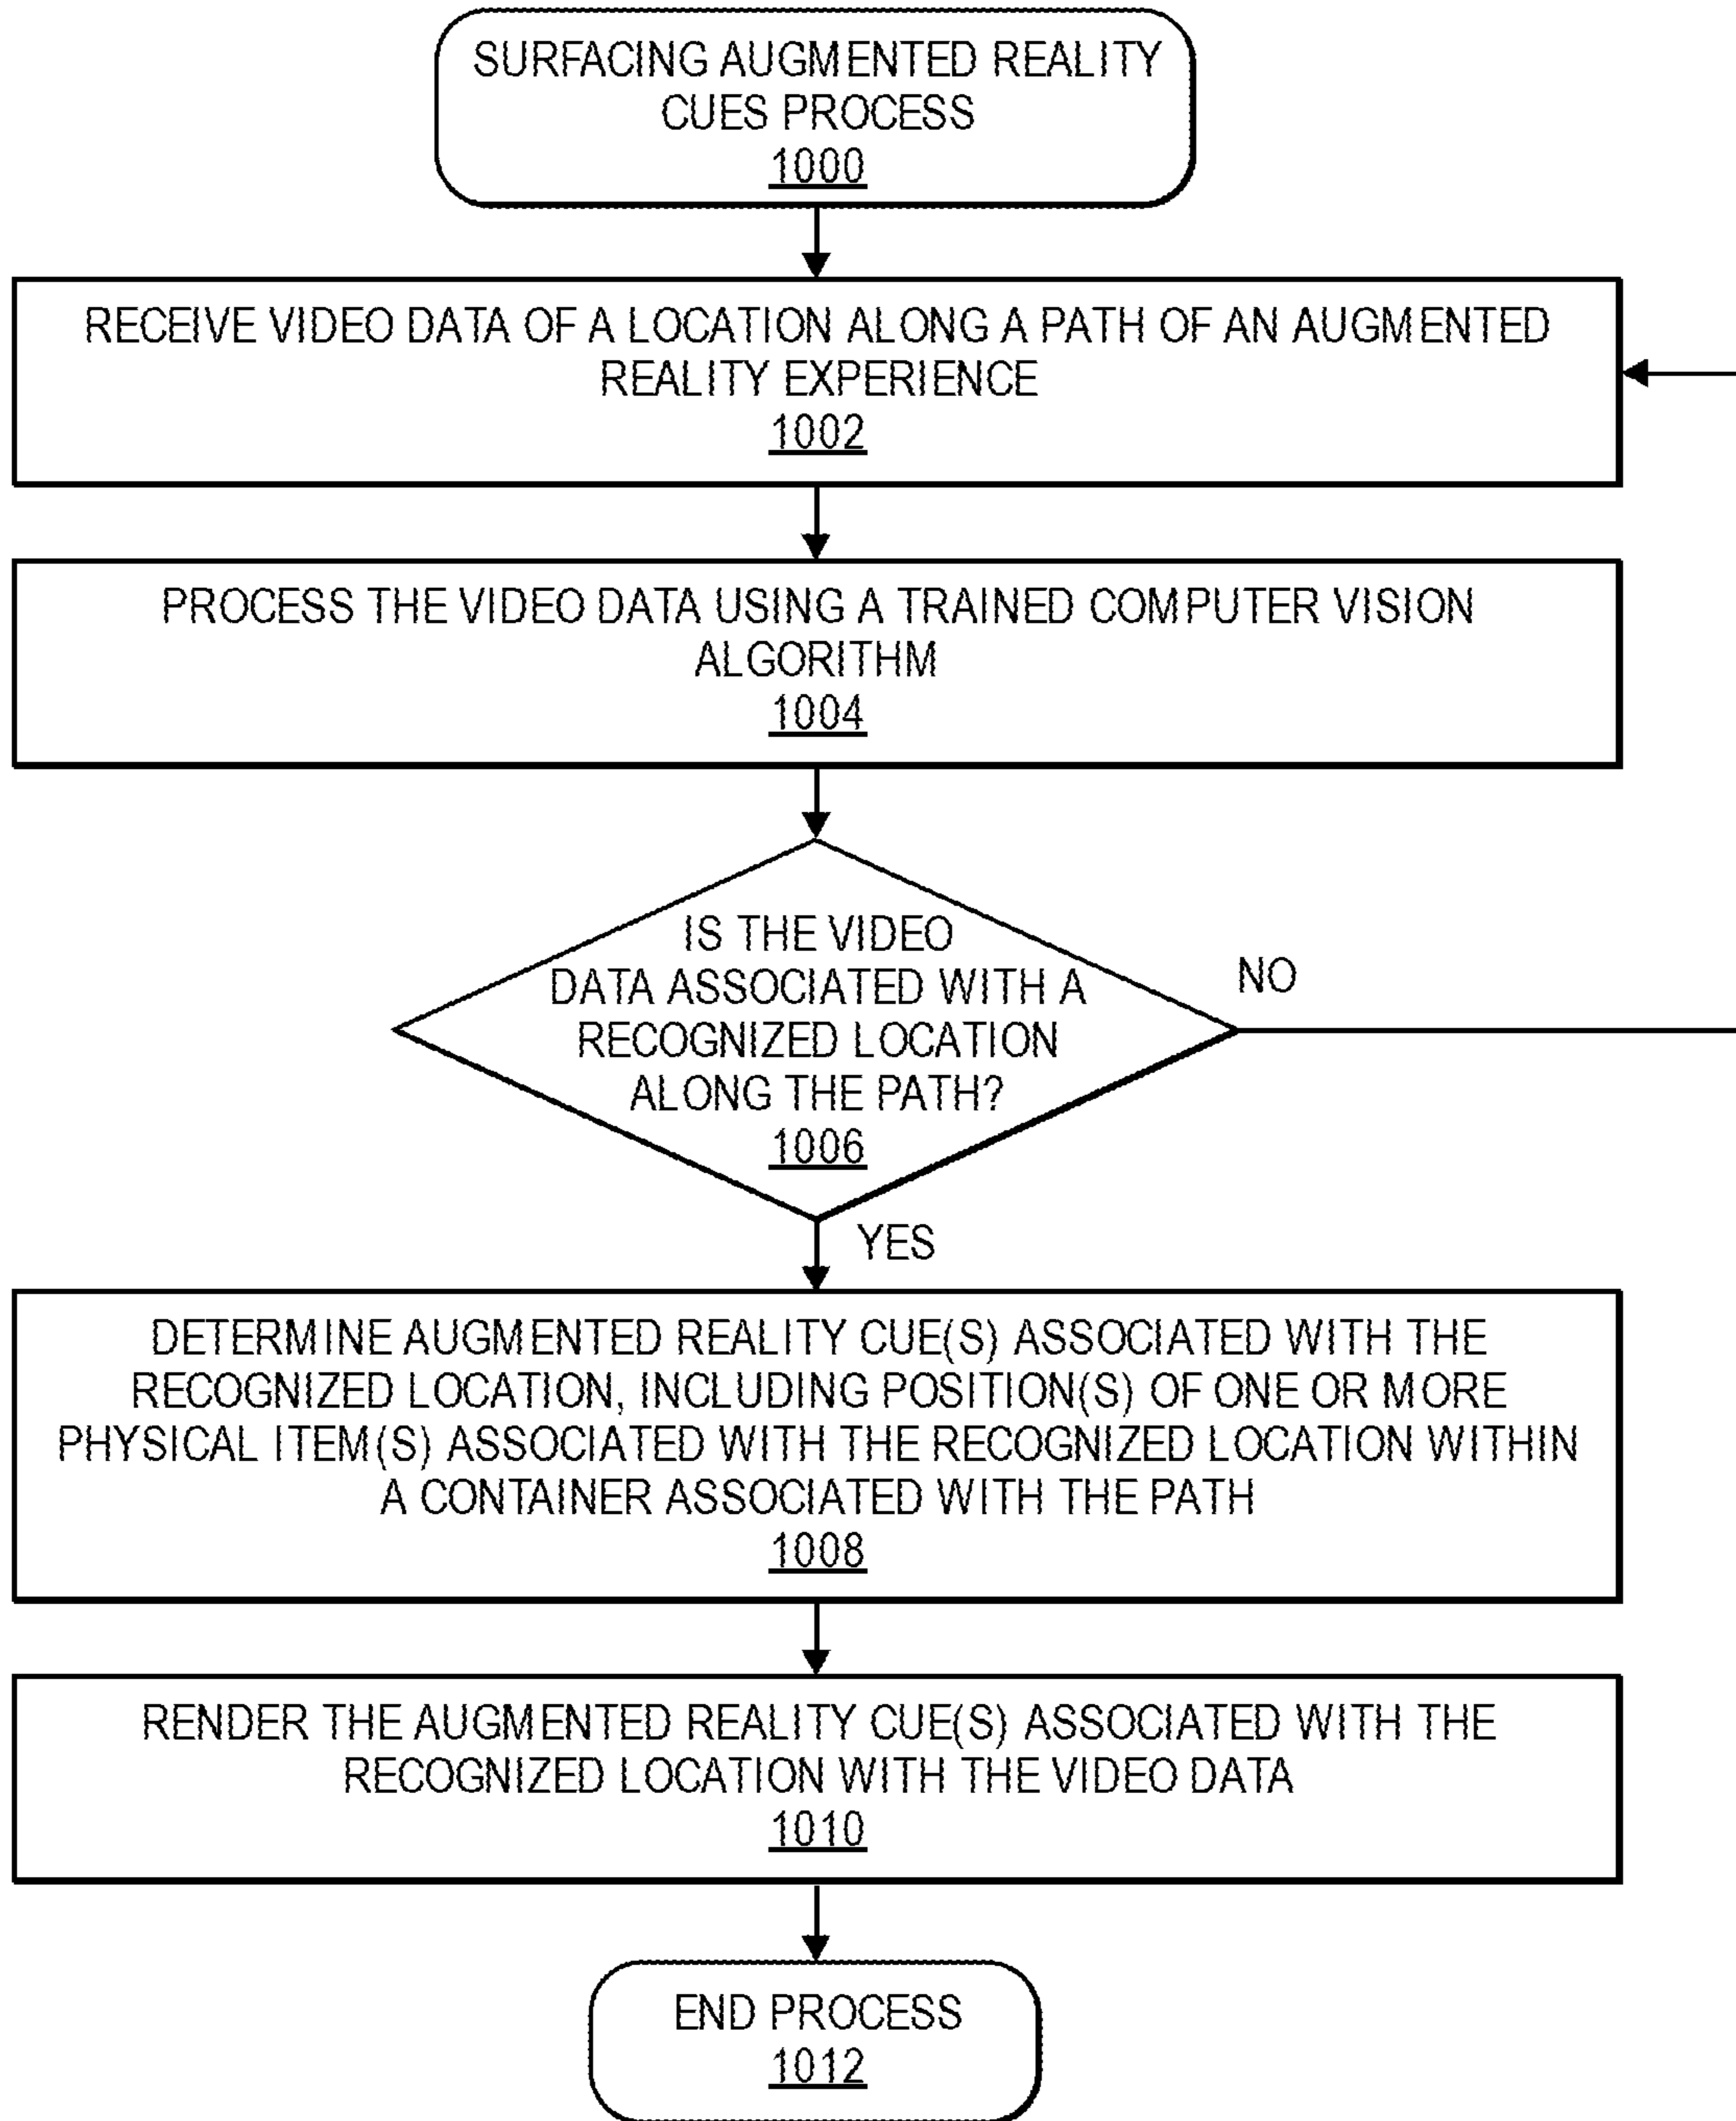 SURFACING AUGMENTED REALITY
CUES PROCESS
1000
RECEIVE VIDEO DATA OF A LOCATION ALONG A PATH OF AN AUGMENTED
REALITY EXPERIENCE
1002
PROCESS THE VIDEO DATA USING A TRAINED COMPUTER VISION
ALGORITHM
1004
IS THE VIDEO
DATA ASSOCIATED WITH A
RECOGNIZED LOCATION
ALONG THE PATH?
1006
NO
YES
DETERMINE AUGMENTED REALITY CUE(S) ASSOCIATED WITH THE
RECOGNIZED LOCATION, INCLUDING POSITION(S) OF ONE OR MORE
PHYSICAL ITEM(S) ASSOCIATED WITH THE RECOGNIZED LOCATION WITHIN
A CONTAINER ASSOCIATED WITH THE PATH
1008
RENDER THE AUGMENTED REALITY CUE(S) ASSOCIATED WITH THE
RECOGNIZED LOCATION WITH THE VIDEO DATA
1010
END PROCESS
1012